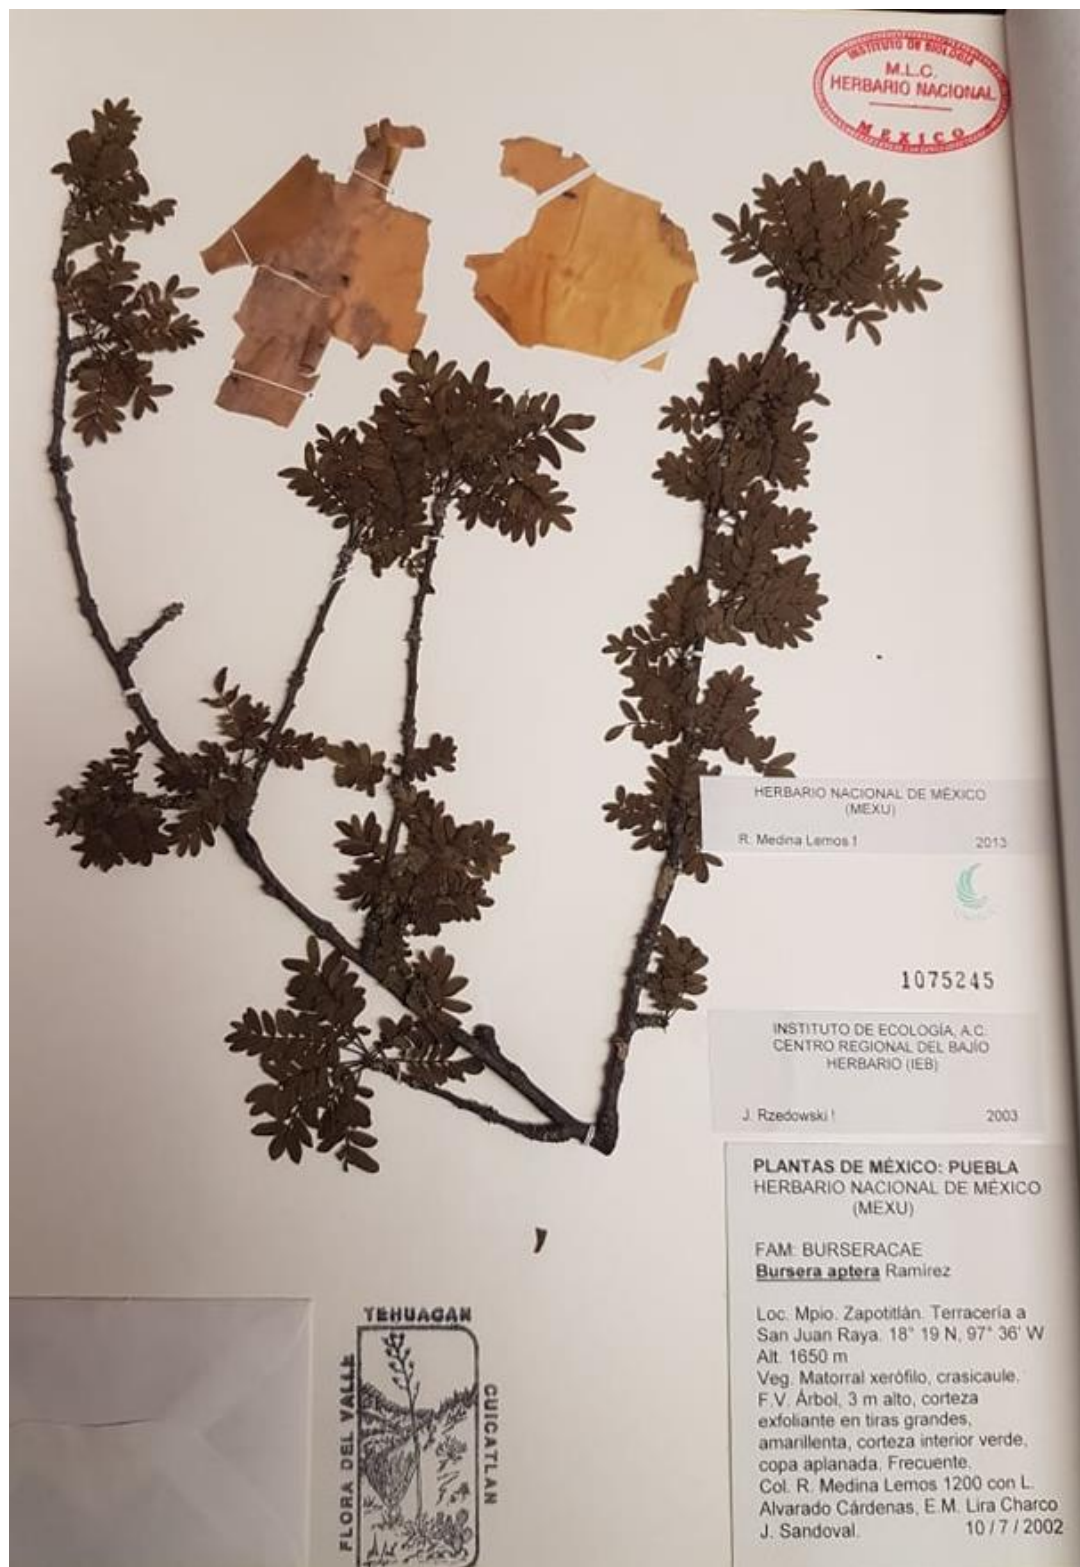 INSTITUTO DE BIOLOGÍA
M.L.C.
HERBARIO NACIONAL
MEXICO
HERBARIO NACIONAL DE MÉXICO
(MEXU)
R. Medina Lemos ! 2013
1075245
INSTITUTO DE ECOLOGÍA, A.C.
CENTRO REGIONAL DEL BAJÍO
HERBARIO (IEB)
J. Rzedowski ! 2003
PLANTAS DE MÉXICO: PUEBLA
HERBARIO NACIONAL DE MÉXICO
(MEXU)
FAM: BURSERACAE
Bursera aptera Ramírez
Loc. Mpio. Zapotitlán. Terracería a
San Juan Raya. 18° 19 N, 97° 36' W
Alt. 1650 m
Veg. Matorral xerófilo, crasicaule.
F.V. Árbol, 3 m alto, corteza
exfoliante en tiras grandes,
amarillenta, corteza interior verde,
copa aplanada. Frecuente.
Col. R. Medina Lemos 1200 con L.
Alvarado Cárdenas, E.M. Lira Charco
J. Sandoval. 10 / 7 / 2002
FLORA DEL VALLE
TEHUACAN
CUICATLAN